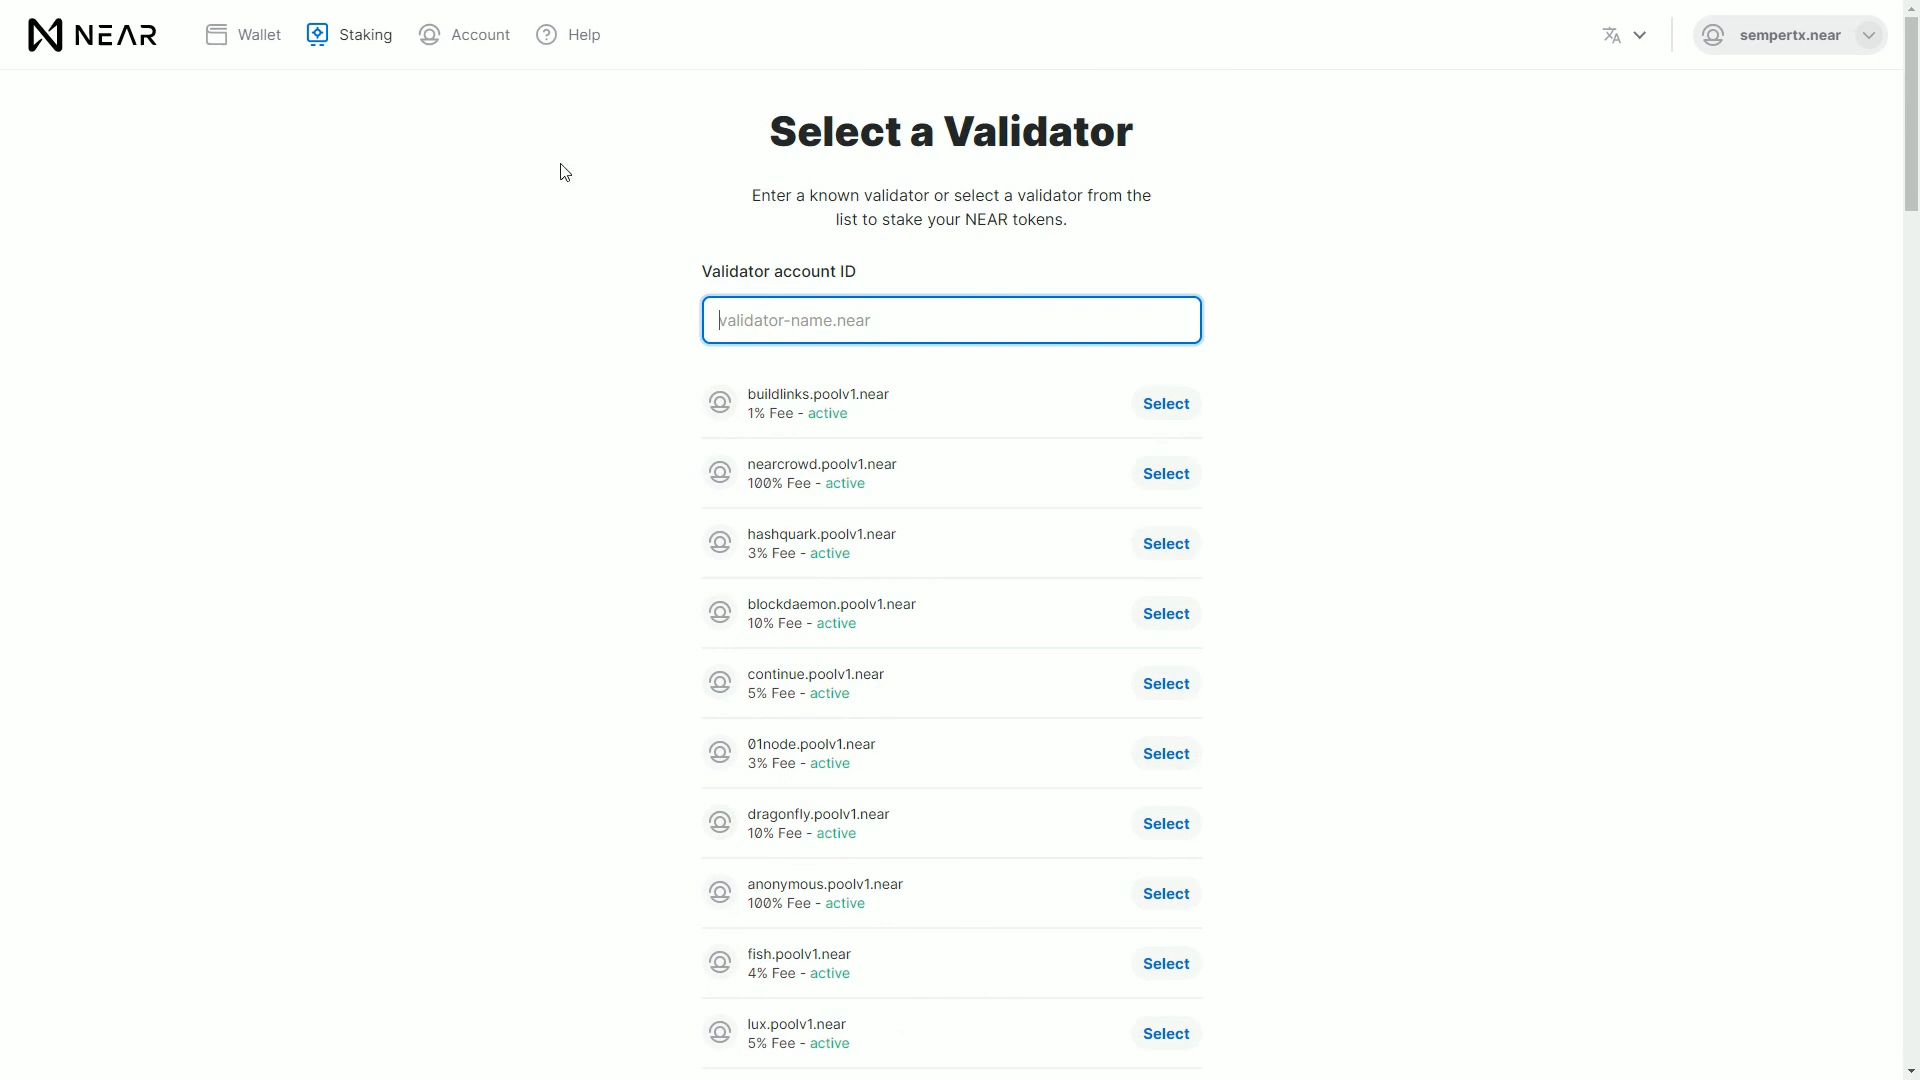 NEAR
Wallet
Staking
Account
Help
sempertx.near
Select a Validator
Enter a known validator or select a validator from the
list to stake your NEAR tokens.
Validator account ID
validator-name.near
buildlinks.poolv1.near
1% Fee - active
Select
nearcrowd.poolv1.near
100% Fee - active
Select
hashquark.poolv1.near
3% Fee - active
Select
blockdaemon.poolv1.near
10% Fee - active
Select
continue.poolv1.near
5% Fee - active
Select
01node.poolv1.near
3% Fee - active
Select
dragonfly.poolv1.near
10% Fee - active
Select
anonymous.poolv1.near
100% Fee - active
Select
fish.poolv1.near
4% Fee - active
Select
lux.poolv1.near
5% Fee - active
Select